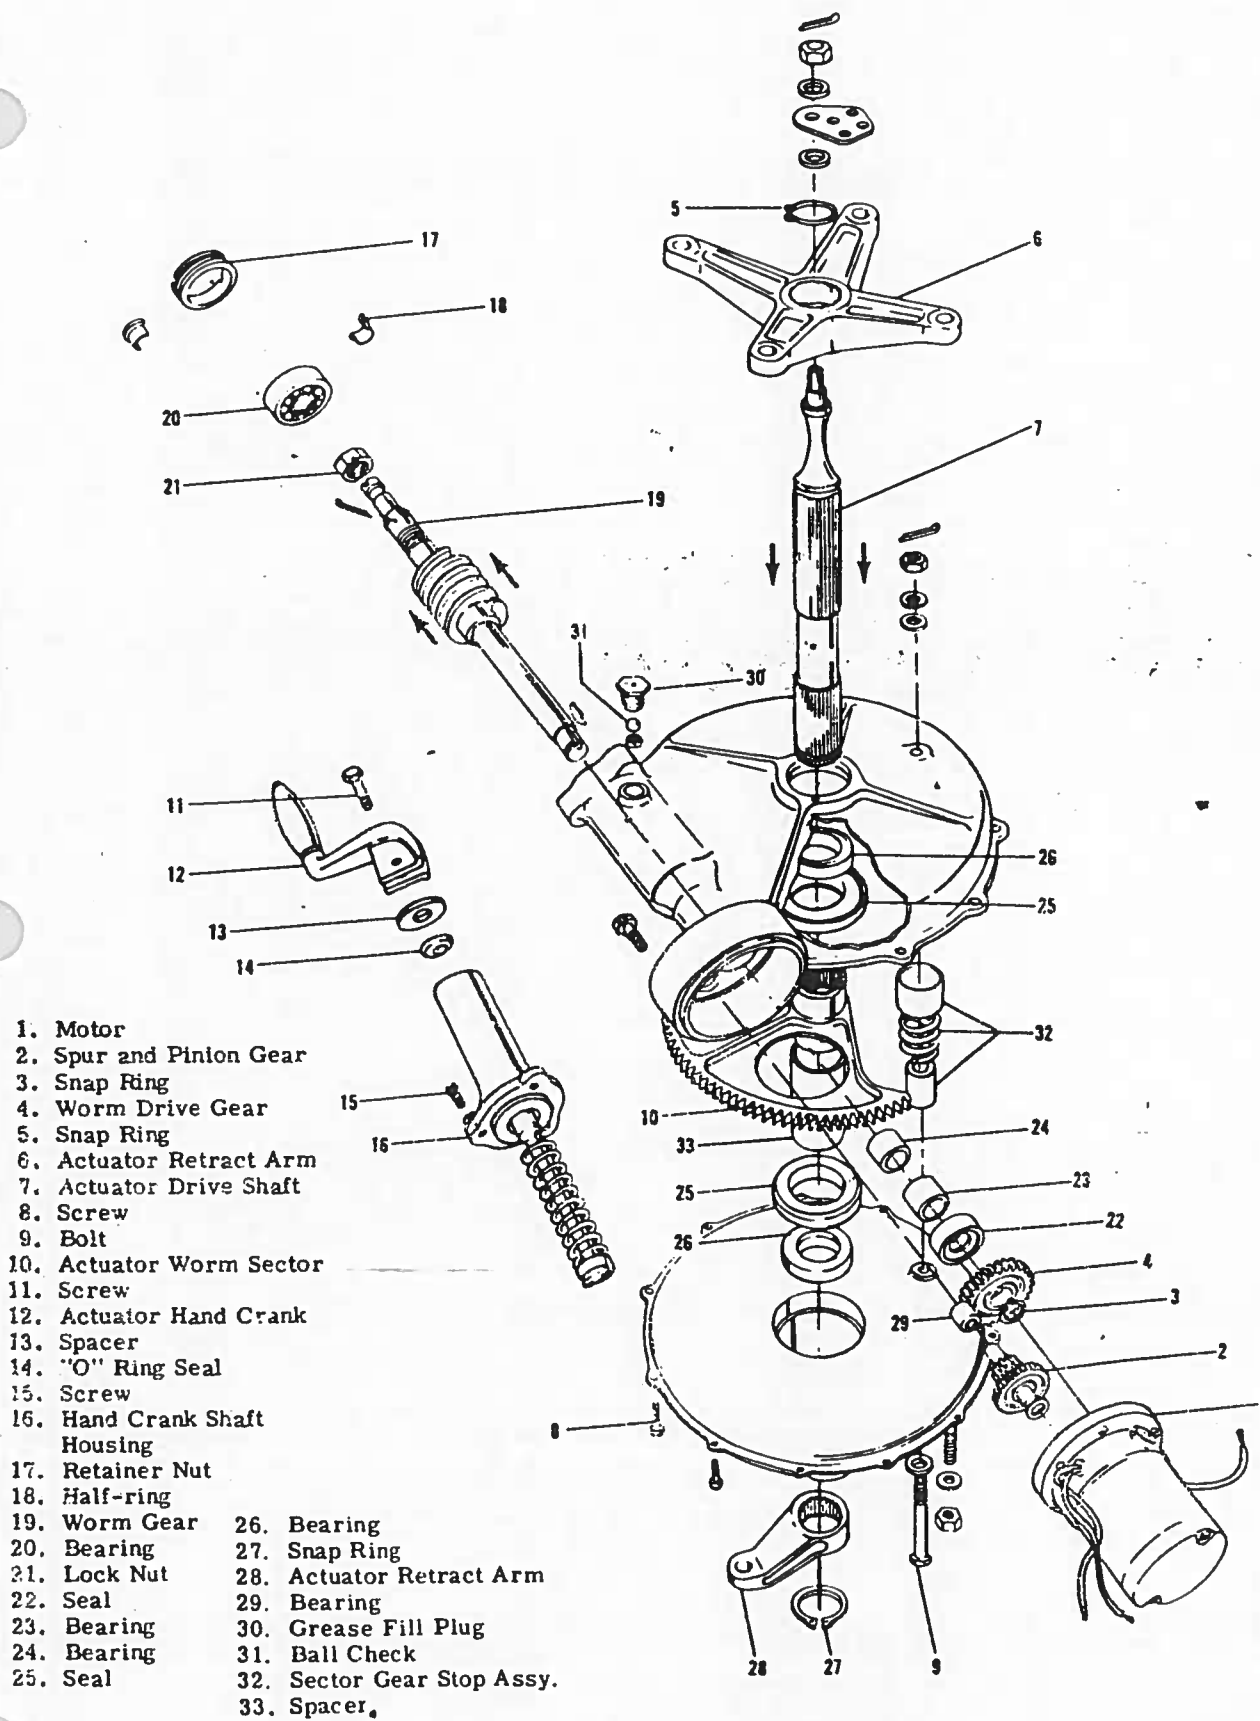 5
6
17
18
20
7
21
19
31
30
11
12
26
13
25
14
32
15
10
24
16
33
25
23
22
26
4
3
29
2
8
28
27
9
1. Motor
2. Spur and Pinion Gear
3. Snap Ring
4. Worm Drive Gear
5. Snap Ring
6. Actuator Retract Arm
7. Actuator Drive Shaft
8. Screw
9. Bolt
10. Actuator Worm Sector
11. Screw
12. Actuator Hand Crank
13. Spacer
14. "O" Ring Seal
15. Screw
16. Hand Crank Shaft
Housing
17. Retainer Nut
18. Half-ring
19. Worm Gear
20. Bearing
21. Lock Nut
22. Seal
23. Bearing
24. Bearing
25. Seal
26. Bearing
27. Snap Ring
28. Actuator Retract Arm
29. Bearing
30. Grease Fill Plug
31. Ball Check
32. Sector Gear Stop Assy.
33. Spacer.